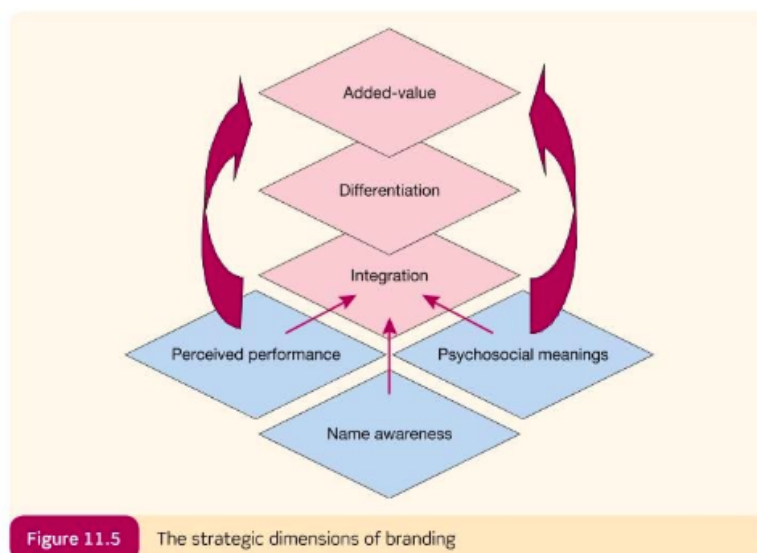 Added-value
Differentiation
Integration
Perceived performance
Psychosocial meanings
Name awareness
Figure 11.5 The strategic dimensions of branding